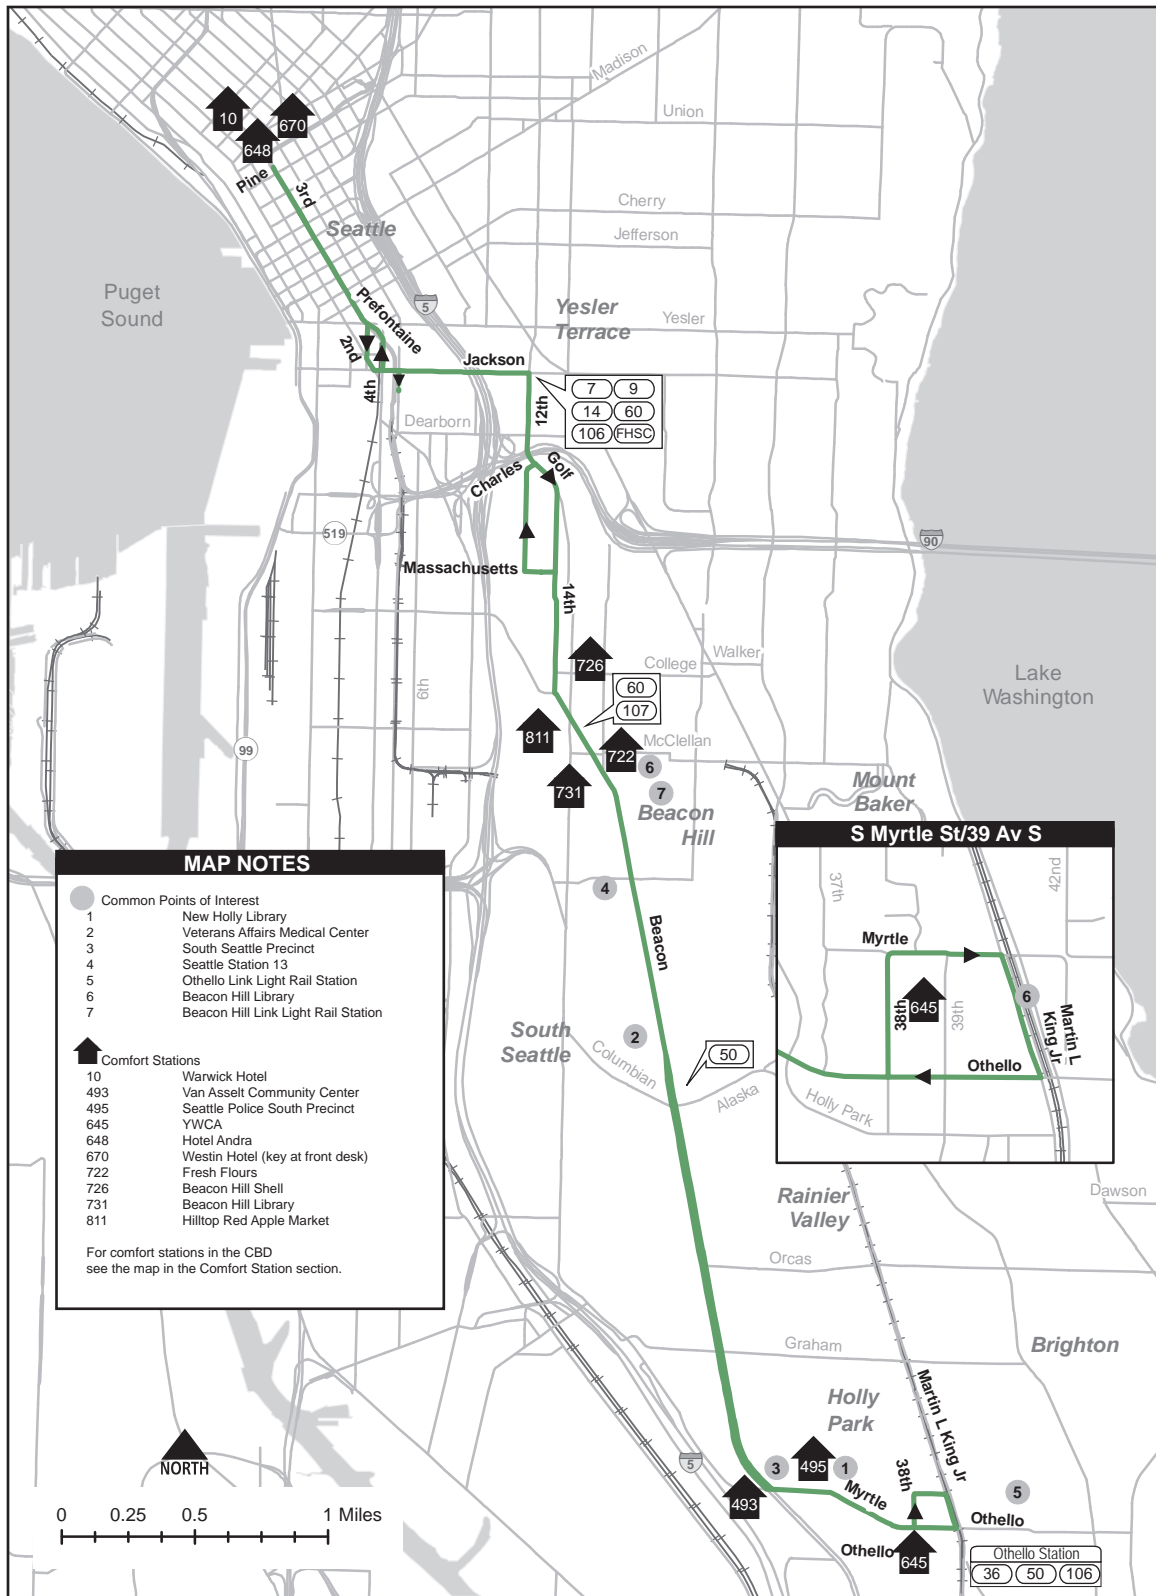 Madison
10
670
Union
648
Pine
3rd
Cherry
Seattle
Jefferson
Puget
Sound
Prefontaine
5
Yesler
Terrace
Yesler
2nd
Jackson
4th
12th
7 9
14 60
106 FHSC
Dearborn
Golf
Charles
519
90
Massachusetts
14th
726
College
Walker
Lake
Washington
6th
60
107
811
McClellan
99
722
6
731
7
Mount
Baker
Beacon
Hill
S Myrtle St/39 Av S
37th
42nd
Myrtle
38th
645
39th
6
Martin L
King Jr
Othello
Holly Park
MAP NOTES
Common Points of Interest
1 New Holly Library
2 Veterans Affairs Medical Center
3 South Seattle Precinct
4 Seattle Station 13
5 Othello Link Light Rail Station
6 Beacon Hill Library
7 Beacon Hill Link Light Rail Station
Comfort Stations
10 Warwick Hotel
493 Van Asselt Community Center
495 Seattle Police South Precinct
645 YWCA
648 Hotel Andra
670 Westin Hotel (key at front desk)
722 Fresh Flours
726 Beacon Hill Shell
731 Beacon Hill Library
811 Hilltop Red Apple Market
For comfort stations in the CBD
see the map in the Comfort Station section.
4
Beacon
South
Seattle
2
Columbian
50
Alaska
Rainier
Valley
Dawson
Orcas
Graham
Brighton
Holly
Park
Martin L King Jr
NORTH
5
3
495
1
38th
493
Myrtle
5
0 0.25 0.5 1 Miles
Othello
Othello
645
Othello Station
36 50 106